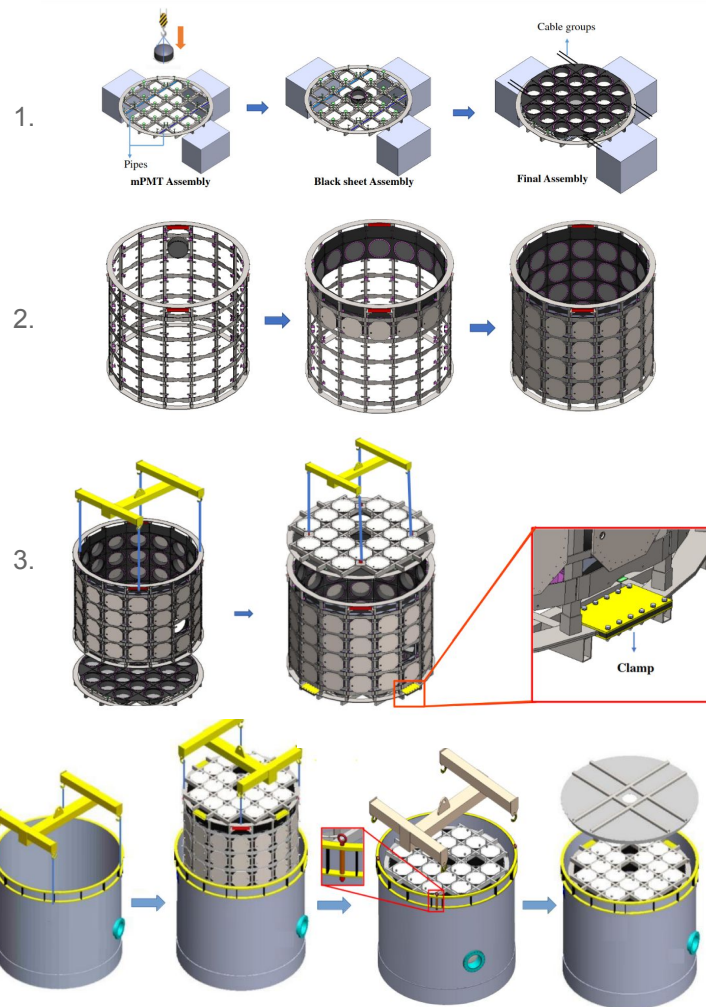 Cable groups
1.
Pipes
mPMT Assembly
Black sheet Assembly
Final Assembly
2.
3.
Clamp